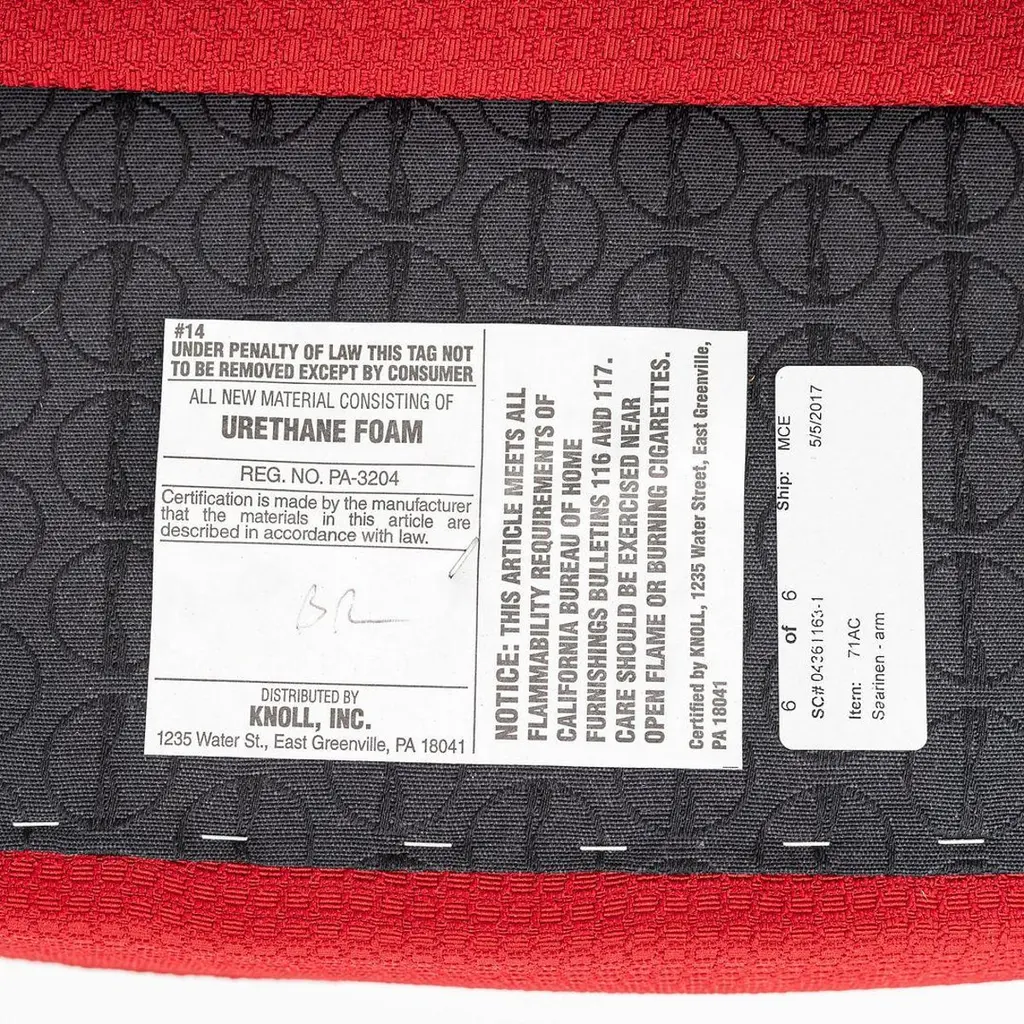 #14
UNDER PENALTY OF LAW THIS TAG NOT
TO BE REMOVED EXCEPT BY CONSUMER
ALL NEW MATERIAL CONSISTING OF
URETHANE FOAM
REG. NO. PA-3204
Certification is made by the manufacturer
that the materials in this article are
described in accordance with law.
BR
DISTRIBUTED BY
KNOLL, INC.
1235 Water St., East Greenville, PA 18041
NOTICE: THIS ARTICLE MEETS ALL
FLAMMABILITY REQUIREMENTS OF
CALIFORNIA BUREAU OF HOME
FURNISHINGS BULLETINS 116 AND 117.
CARE SHOULD BE EXERCISED NEAR
OPEN FLAME OR BURNING CIGARETTES.
Certified by KNOLL, 1235 Water Street, East Greenville,
PA 18041
6 of 6 Ship: MCE
SC# 04361163-1 5/5/2017
Item: 71AC
Saarinen - arm